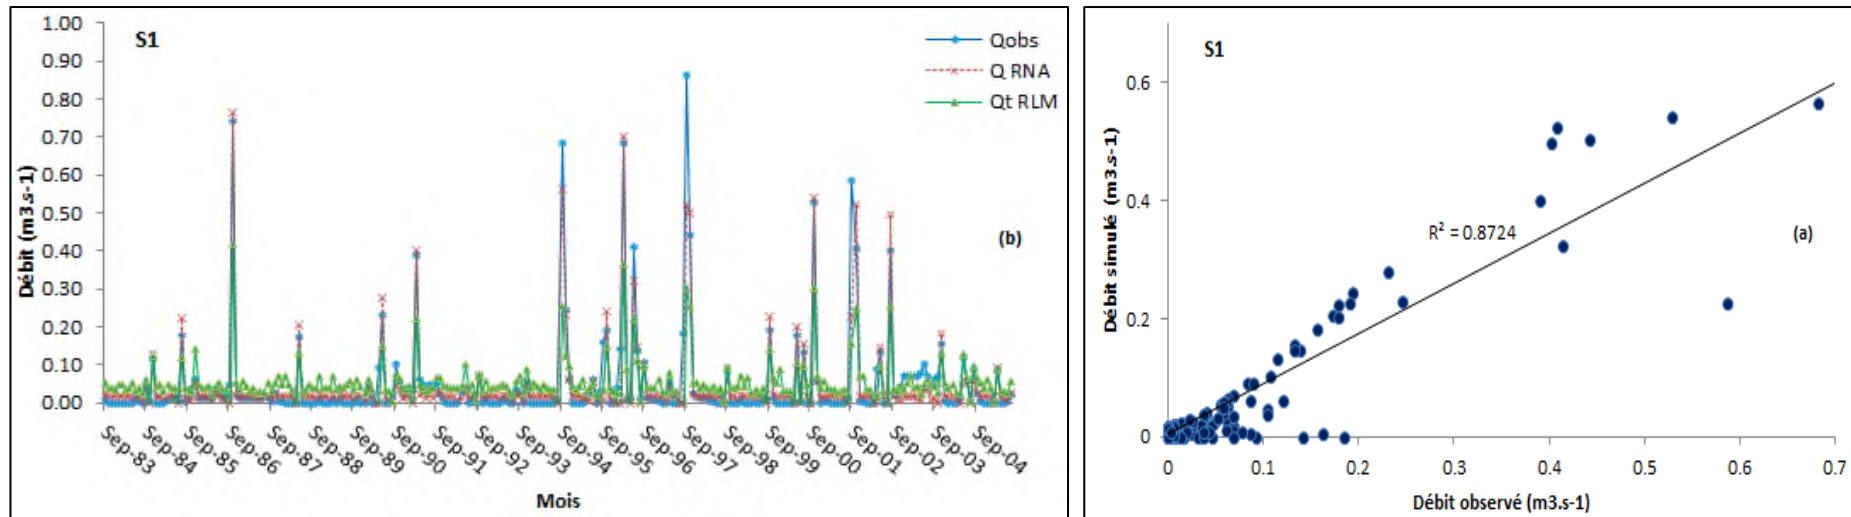 S1
Qobs
Q RNA
Qt RLM
1.00
0.90
0.80
0.70
0.60
0.50
0.40
0.30
0.20
0.10
0.00
Débit (m3.s-1)
(b)
Sep-83
Sep-84
Sep-85
Sep-86
Sep-87
Sep-88
Sep-89
Sep-90
Sep-91
Sep-92
Sep-93
Sep-94
Sep-95
Sep-96
Sep-97
Sep-98
Sep-99
Sep-00
Sep-01
Sep-02
Sep-03
Sep-04
Mois
S1
0.6
0.4
0.2
0
Débit simuké (m3.s-1)
R² = 0.8724
(a)
0
0.1
0.2
0.3
0.4
0.5
0.6
0.7
Débit observé (m3.s-1)